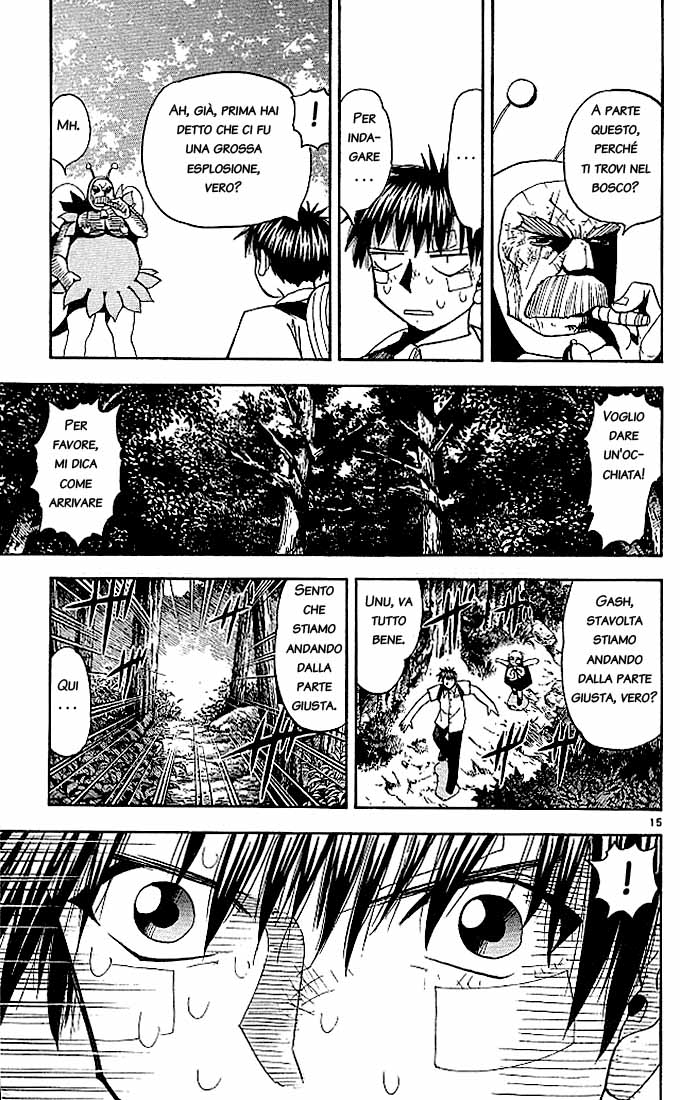 A PARTE
QUESTO,
PERCHÉ
TI TROVI NEL
BOSCO?
...
PER
INDA-
GARE
...
!
AH, GIÀ, PRIMA HAI
DETTO CHE CI FU
UNA GROSSA
ESPLOSIONE,
VERO?
MH.
VOGLIO
DARE
UN'OC-
CHIATA!
PER
FAVORE,
MI DICA
COME
ARRIVARE
GASH,
STAVOLTA
STIAMO
ANDANDO
DALLA PARTE
GIUSTA, VERO?
UNU, VA
TUTTO
BENE.
SENTO
CHE
STIAMO
ANDANDO
DALLA
PARTE
GIUSTA.
QUI
...
15
!